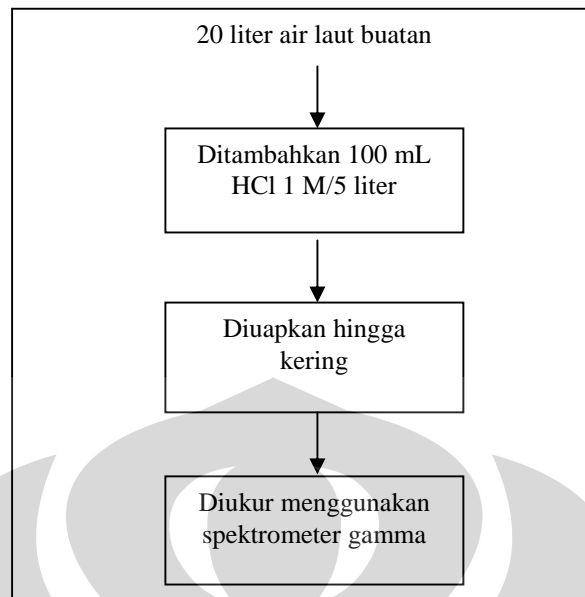 20 liter air laut buatan
Ditambahkan 100 mL
HCl 1 M/5 liter
Diuapkan hingga
kering
Diukur menggunakan
spektrometer gamma